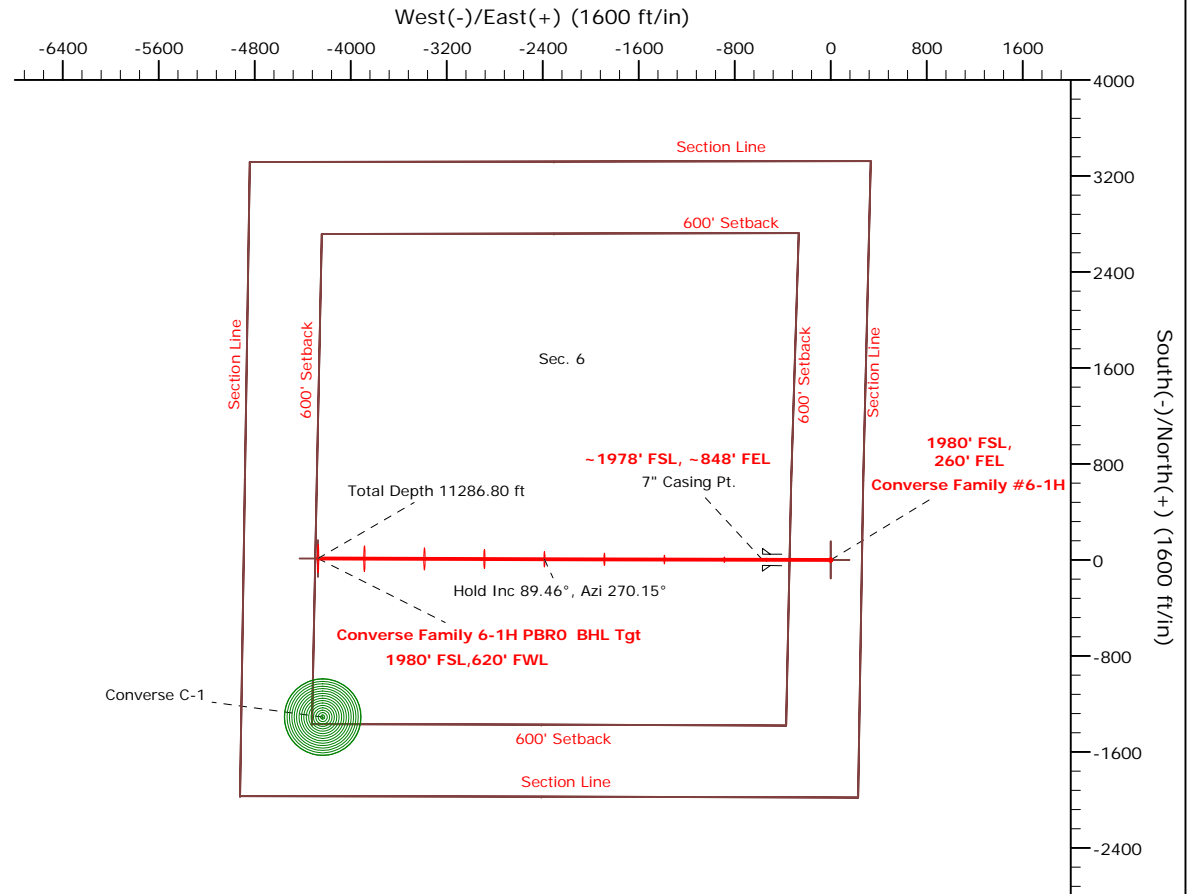 West(-)/East(+) (1600 ft/in)
-6400 -5600 -4800 -4000 -3200 -2400 -1600 -800 0 800 1600
4000
3200
2400
1600
800
0
-800
-1600
-2400
South(-)/North(+) (1600 ft/in)
Section Line
600' Setback
Section Line
600' Setback
600' Setback
Section Line
Sec. 6
~1978' FSL, ~848' FEL
7" Casing Pt.
1980' FSL,
260' FEL
Converse Family #6-1H
Total Depth 11286.80 ft
Hold Inc 89.46°, Azi 270.15°
Converse Family 6-1H PBR0 BHL Tgt
1980' FSL,620' FWL
Converse C-1
600' Setback
Section Line